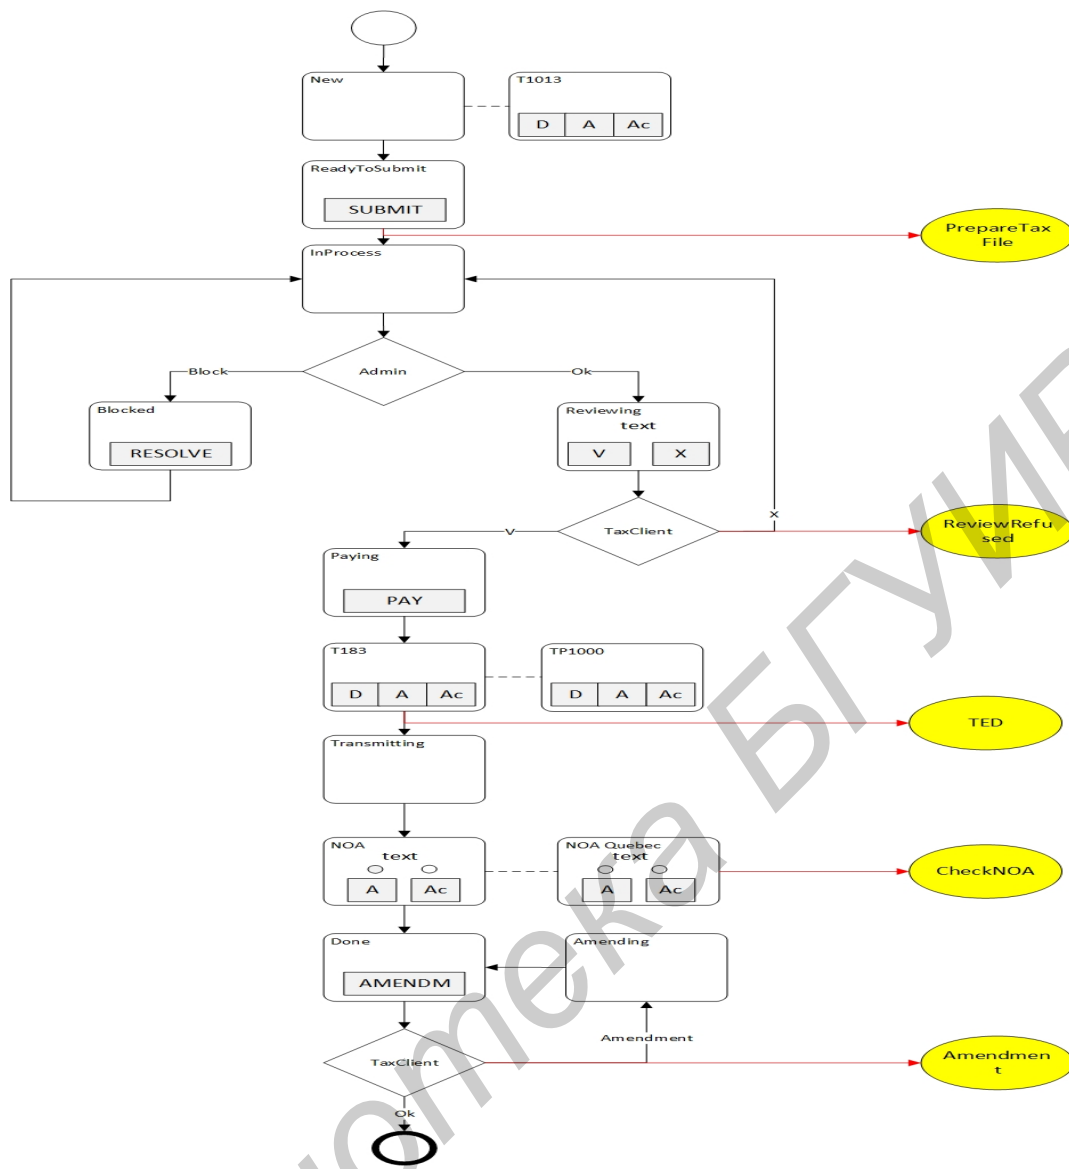 New
T1013
D A Ac
ReadyToSubmit
SUBMIT
PrepareTax
File
InProcess
Admin
Block
Ok
Blocked
RESOLVE
Reviewing
text
V X
X
TaxClient
V
ReviewRefu
sed
Paying
PAY
T183
D A Ac
TP1000
D A Ac
TED
Transmitting
NOA
text
A Ac
NOA Quebec
text
A Ac
CheckNOA
Done
AMENDM
Amending
Amendment
TaxClient
Amendmen
t
Ok
отека БГУИ